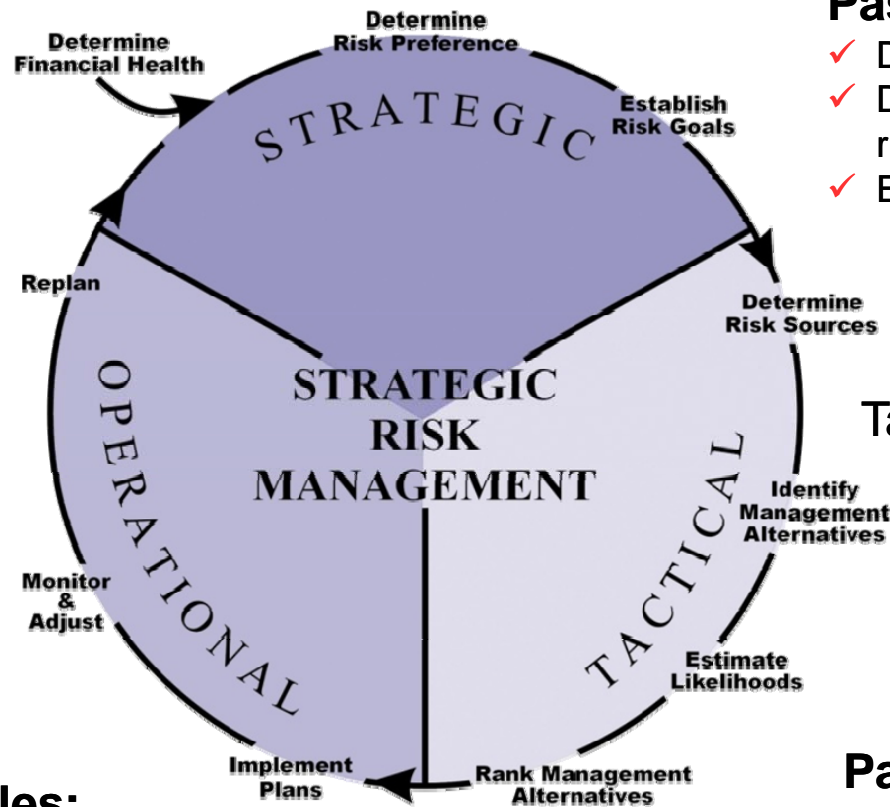 Determine
Financial Health
Determine
Risk Preference
Establish
Risk Goals
STRATEGIC
Determine
Risk Sources
Identify
Management
Alternatives
TACTICAL
Estimate
Likelihoods
Rank Management
Alternatives
Implement
Plans
Monitor
&
Adjust
OPERATIONAL
Replan
STRATEGIC
RISK
MANAGEMENT